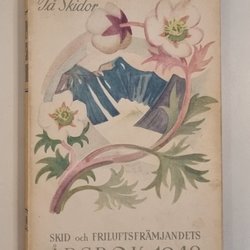 På Skidor
SKID och FRILUFTSFRÄMJANDETS
ÅRSBOK 1948